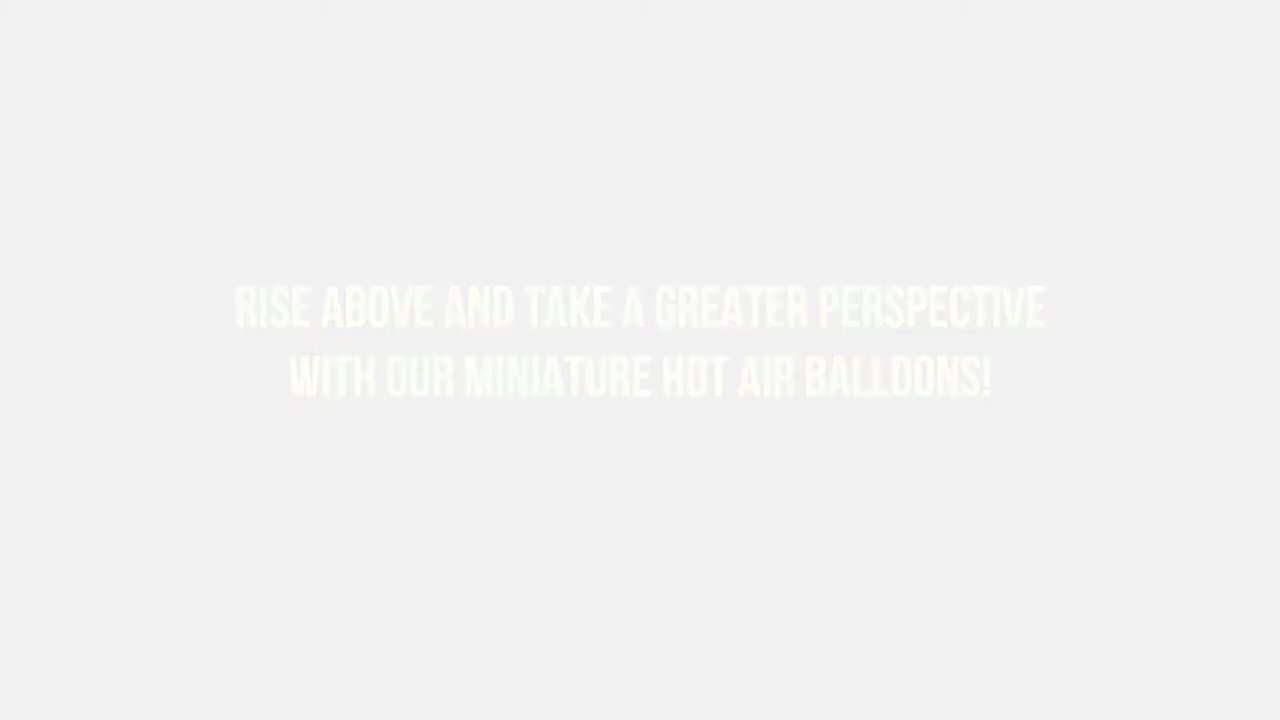 RISE ABOVE AND TAKE A GREATER PERSPECTIVE
WITH OUR MINIATURE HOT AIR BALLOONS!